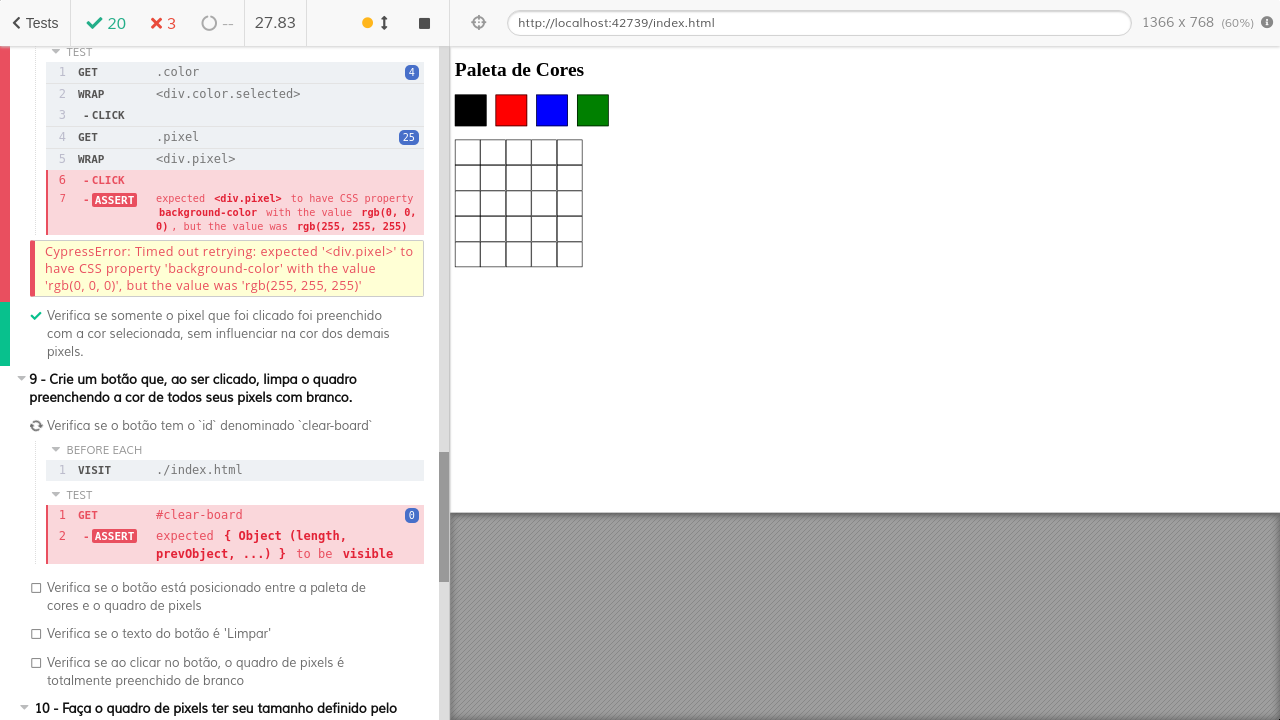 Tests 20 3 -- 27.83 http://localhost:42739/index.html 1366 x 768 (60%)
TEST
1 GET .color 4
2 WRAP <div.color.selected>
3 - CLICK
4 GET .pixel 25
5 WRAP <div.pixel>
6 - CLICK
7 - ASSERT expected <div.pixel> to have CSS property
background-color with the value rgb(0, 0,
0) , but the value was rgb(255, 255, 255)
CypressError: Timed out retrying: expected '<div.pixel>' to
have CSS property 'background-color' with the value
'rgb(0, 0, 0)', but the value was 'rgb(255, 255, 255)'
Verifica se somente o pixel que foi clicado foi preenchido
com a cor selecionada, sem influenciar na cor dos demais
pixels.
9 - Crie um botão que, ao ser clicado, limpa o quadro
preenchendo a cor de todos seus pixels com branco.
Verifica se o botão tem o `id` denominado `clear-board`
BEFORE EACH
1 VISIT ./index.html
TEST
1 GET #clear-board 0
2 - ASSERT expected { Object (length,
prevObject, ...) } to be visible
Verifica se o botão está posicionado entre a paleta de
cores e o quadro de pixels
Verifica se o texto do botão é 'Limpar'
Verifica se ao clicar no botão, o quadro de pixels é
totalmente preenchido de branco
10 - Faça o quadro de pixels ter seu tamanho definido pelo
Paleta de Cores